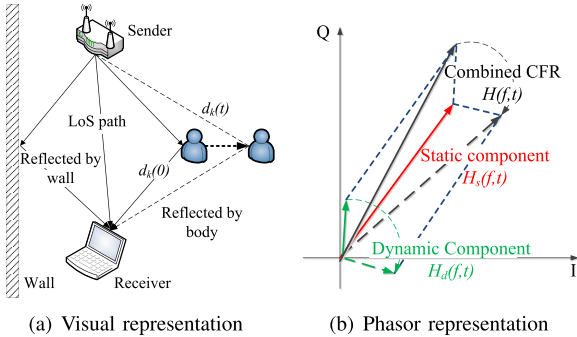 Sender
LoS path
d_k(t)
Reflected by
wall
d_k(0)
Reflected by
body
Wall
Receiver
(a) Visual representation
Q
Combined CFR
H(f,t)
Static component
H_s(f,t)
Dynamic Component
H_d(f,t)
I
(b) Phasor representation